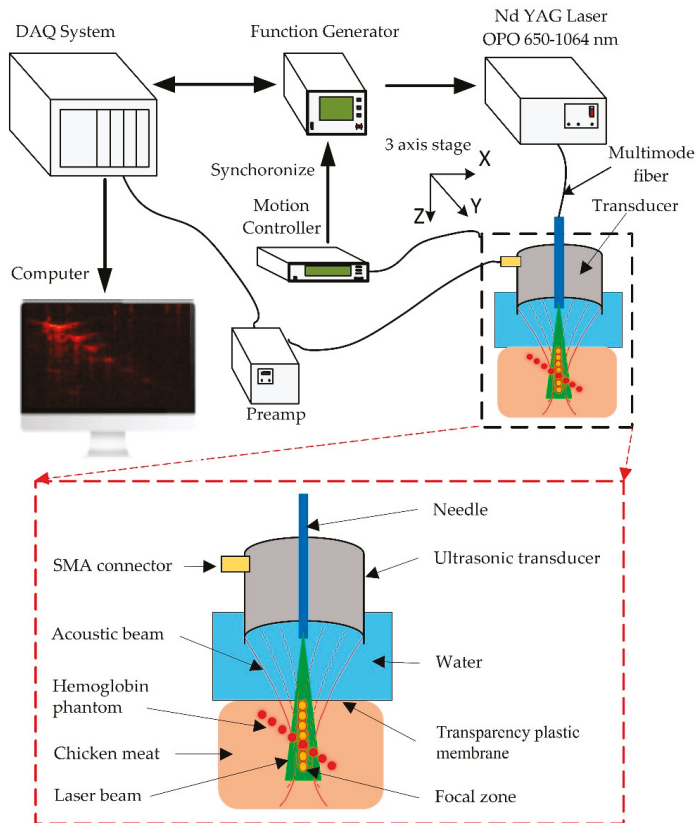 DAQ System
Function Generator
Nd YAG Laser
OPO 650-1064 nm
Synchoronize
3 axis stage
X
Y
Z
Multimode
fiber
Motion
Controller
Transducer
Computer
Preamp
Needle
SMA connector
Ultrasonic transducer
Acoustic beam
Water
Hemoglobin
phantom
Transparency plastic
membrane
Chicken meat
Laser beam
Focal zone